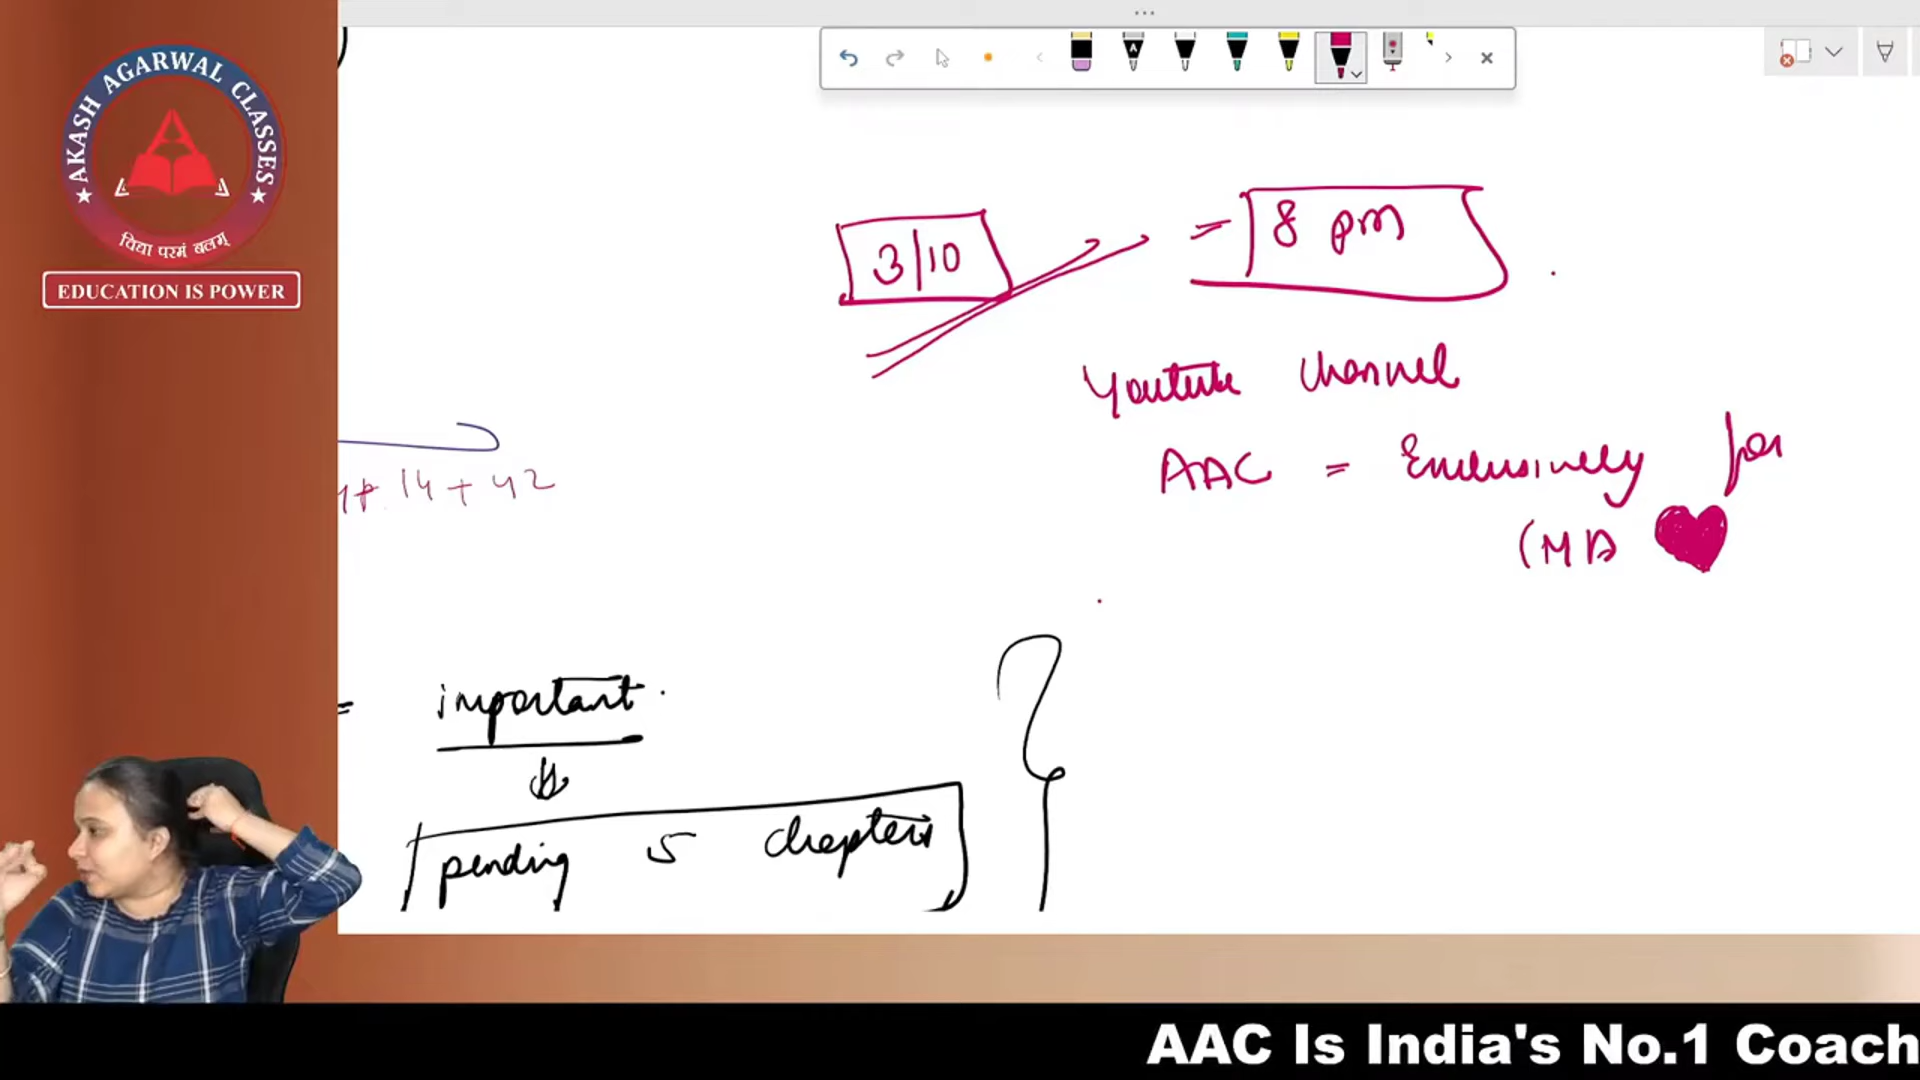 AKASH AGARWAL CLASSES
विद्या परमं बलम्
EDUCATION IS POWER
3/10 = 8 pm
Youtube channel
AAC = Exclusively for
(MA
14 + 42
= important.
pending 5 chapters
AAC Is India's No.1 Coach